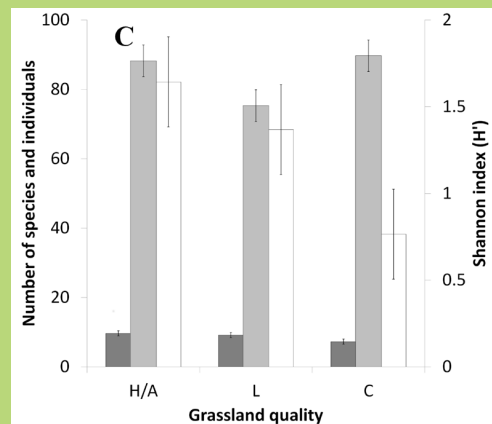 C
100
80
60
40
20
0
Number of species and individuals
2
1.5
1
0.5
0
Shannon index (H')
H/A L C
Grassland quality